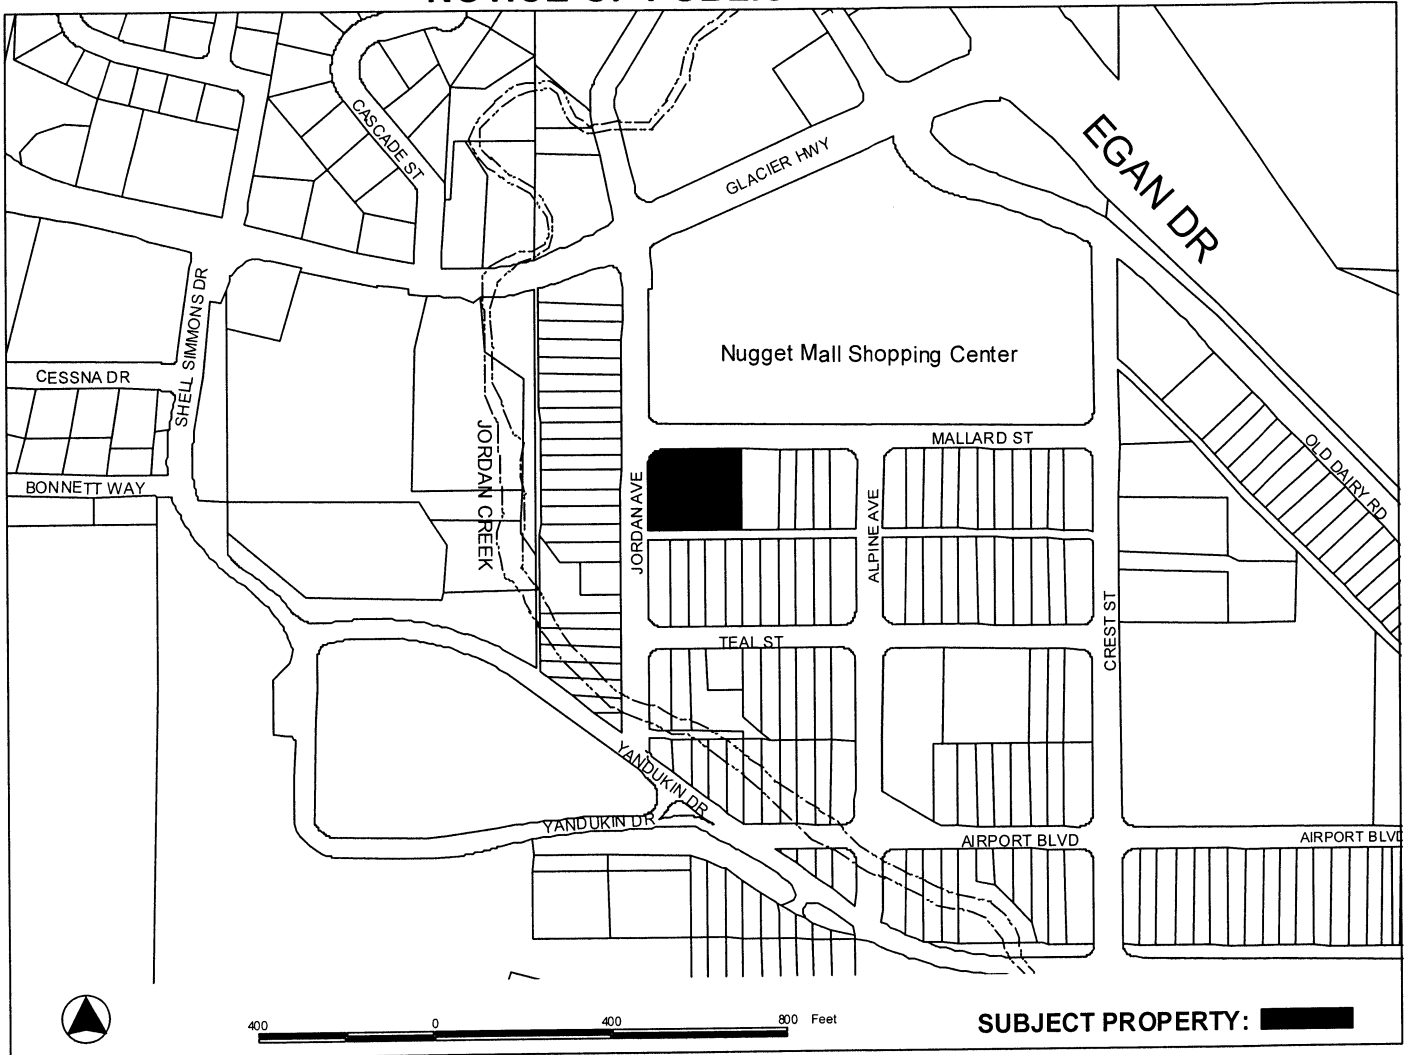 CASCADE ST
GLACIER HWY
EGAN DR
SHELL SIMMONS DR
Nugget Mall Shopping Center
CESSNA DR
JORDAN CREEK
MALLARD ST
OLD DAIRY RD
BONNETT WAY
JORDAN AVE
ALPINE AVE
CREST ST
TEAL ST
YANDUKIN DR
YANDUKIN DR
AIRPORT BLVD
AIRPORT BLVD
400 0 400 800 Feet
SUBJECT PROPERTY: